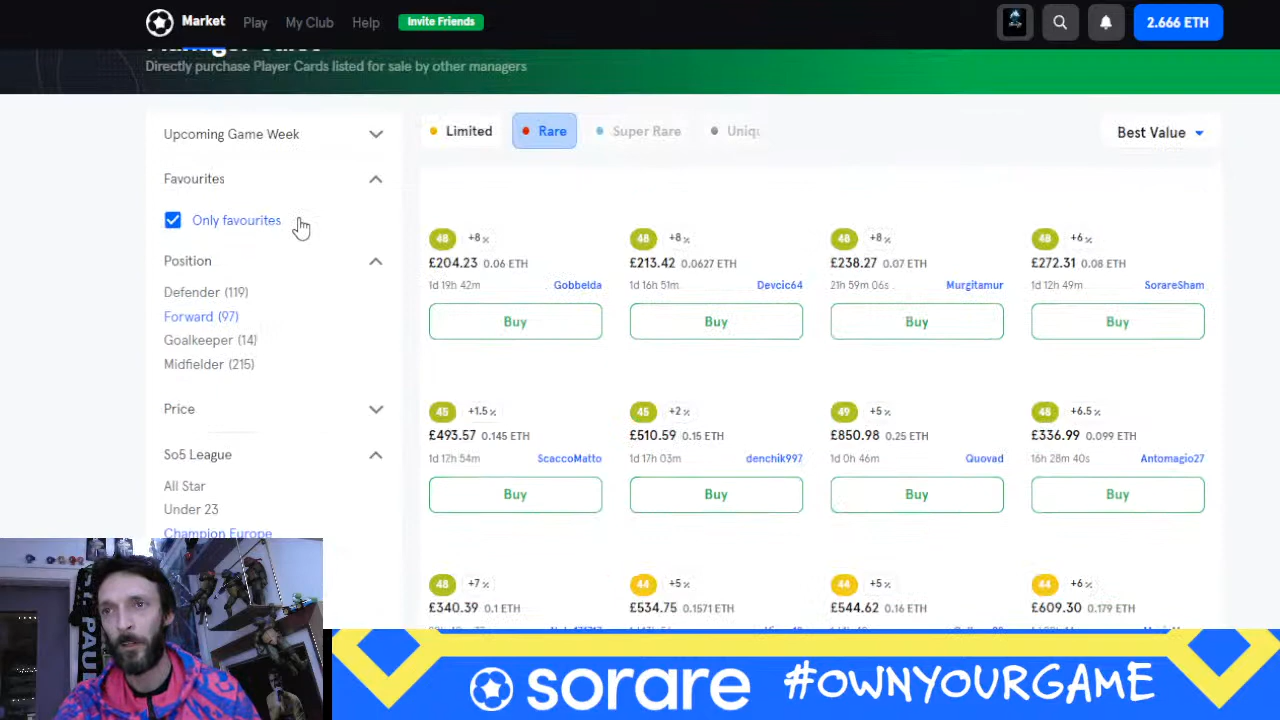 Market Play My Club Help Invite Friends 2.666 ETH
Directly purchase Player Cards listed for sale by other managers
Upcoming Game Week
Limited Rare Super Rare
Best Value
Favourites
Only favourites
Position
Defender (119)
Forward (97)
Goalkeeper (14)
Midfielder (215)
Price
So5 League
All Star
Under 23
Champion Europe
48 +8% 48 +8% 48 +8% 48 +6%
£204.23 0.06 ETH £213.42 0.0627 ETH £238.27 0.07 ETH £272.31 0.08 ETH
1d 19h 42m Gobbelda 1d 16h 51m Devcic64 21h 59m 06s Murgitamur 1d 12h 49m SorareSham
Buy Buy Buy Buy
45 +1.5% 45 +2% 49 +5% 48 +6.5%
£493.57 0.145 ETH £510.59 0.15 ETH £850.98 0.25 ETH £336.99 0.099 ETH
1d 17h 54m ScaccoMatto 1d 17h 03m denchik997 1d 0h 46m Quovad 16h 28m 40s Antomagio27
Buy Buy Buy Buy
48 +7% 44 +5% 44 +5% 44 +6%
£340.39 0.1 ETH £534.75 0.1571 ETH £544.62 0.16 ETH £609.30 0.179 ETH
sorare #OWNYOURGAME